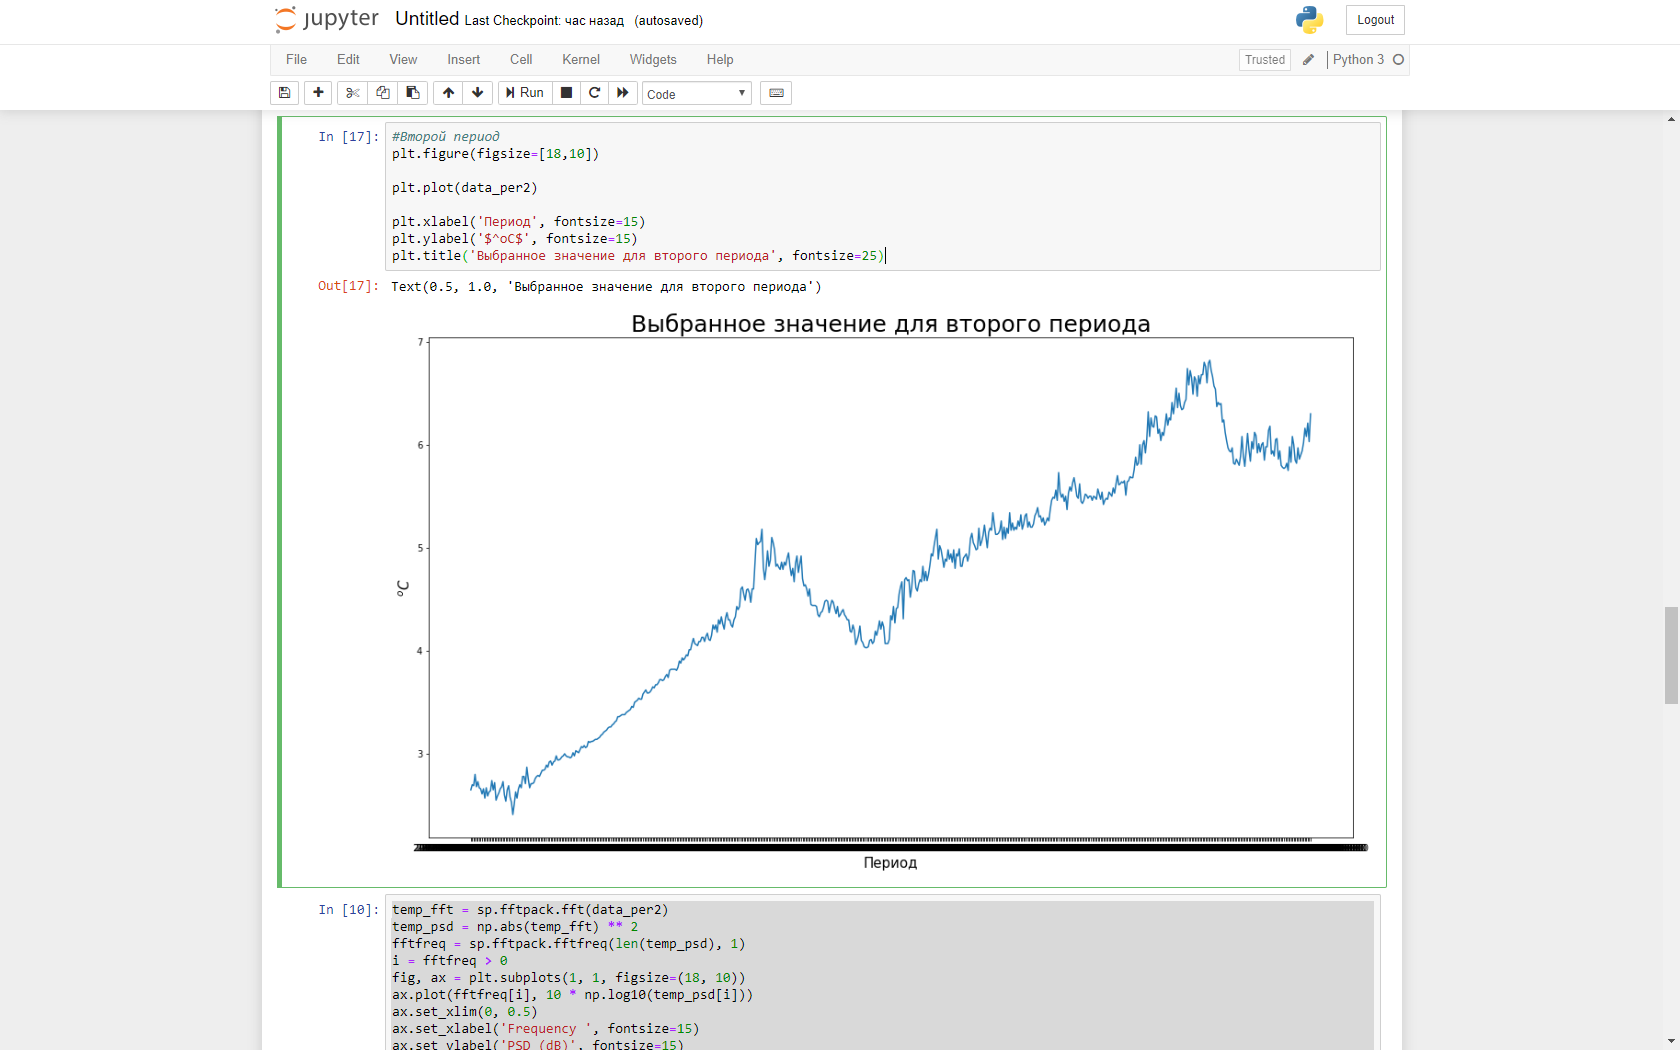 jupyter Untitled Last Checkpoint: час назад (autosaved)
Logout
File Edit View Insert Cell Kernel Widgets Help
Trusted Python 3
Run Code
In [17]: #Второй период
plt.figure(figsize=[18,10])
plt.plot(data_per2)
plt.xlabel('Период', fontsize=15)
plt.ylabel('$^oC$', fontsize=15)
plt.title('Выбранное значение для второго периода', fontsize=25)
Out[17]: Text(0.5, 1.0, 'Выбранное значение для второго периода')
Выбранное значение для второго периода
7
6
5
4
3
°C
Период
In [10]: temp_fft = sp.fftpack.fft(data_per2)
temp_psd = np.abs(temp_fft) ** 2
fftfreq = sp.fftpack.fftfreq(len(temp_psd), 1)
i = fftfreq > 0
fig, ax = plt.subplots(1, 1, figsize=(18, 10))
ax.plot(fftfreq[i], 10 * np.log10(temp_psd[i]))
ax.set_xlim(0, 0.5)
ax.set_xlabel('Frequency ', fontsize=15)
ax.set_ylabel('PSD (dB)', fontsize=15)